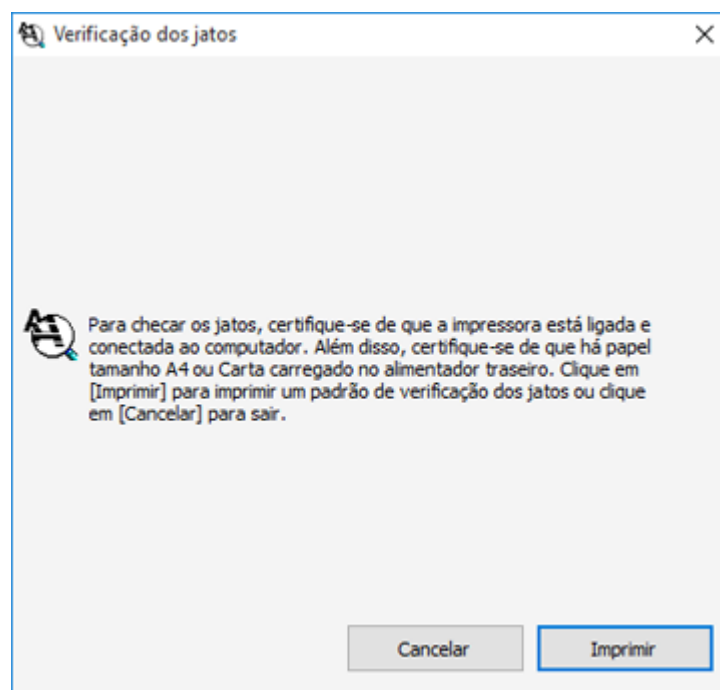 Verificação dos jatos
Para checar os jatos, certifique-se de que a impressora está ligada e
conectada ao computador. Além disso, certifique-se de que há papel
tamanho A4 ou Carta carregado no alimentador traseiro. Clique em
[Imprimir] para imprimir um padrão de verificação dos jatos ou clique
em [Cancelar] para sair.
Cancelar
Imprimir